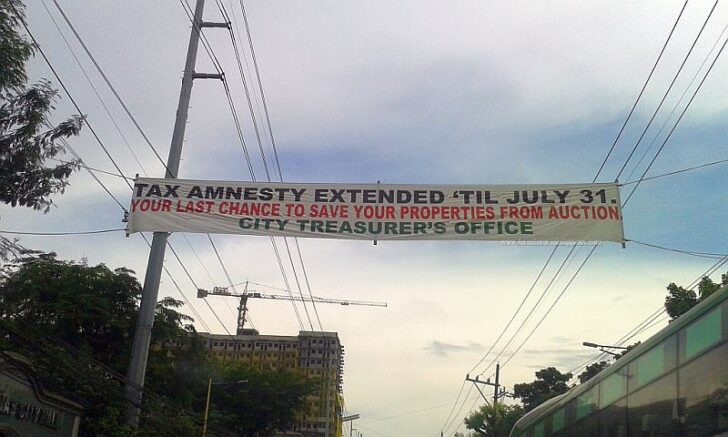 TAX AMNESTY EXTENDED 'TIL JULY 31.
YOUR LAST CHANCE TO SAVE YOUR PROPERTIES FROM AUCTION.
CITY TREASURER'S OFFICE